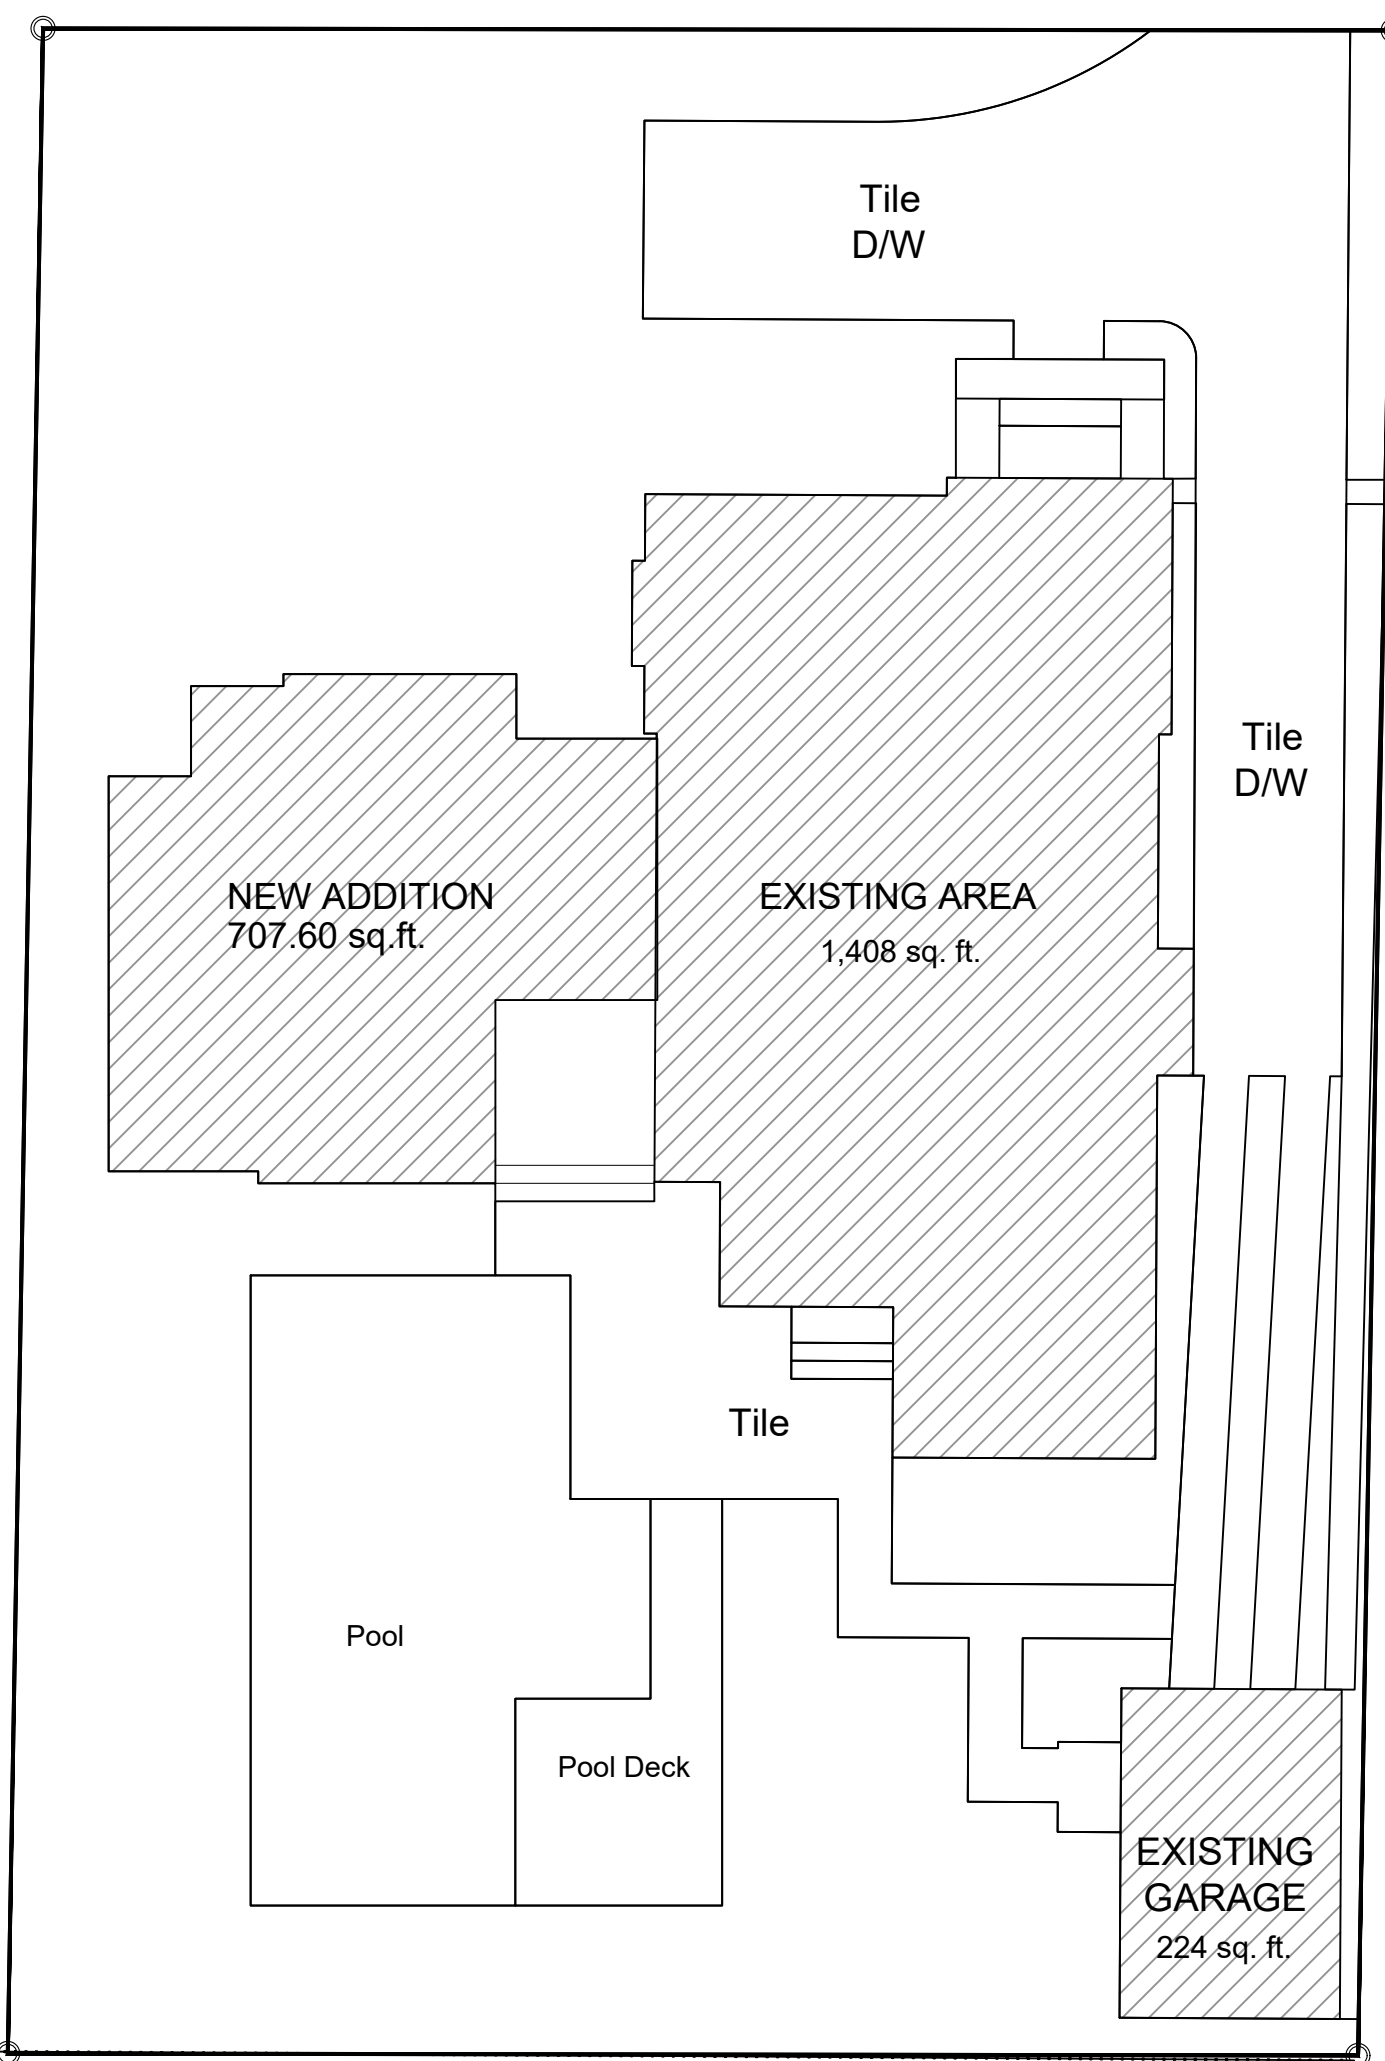 Tile
D/W
Tile
D/W
NEW ADDITION
707.60 sq.ft.
EXISTING AREA
1,408 sq. ft.
Tile
Pool
Pool Deck
EXISTING
GARAGE
224 sq. ft.